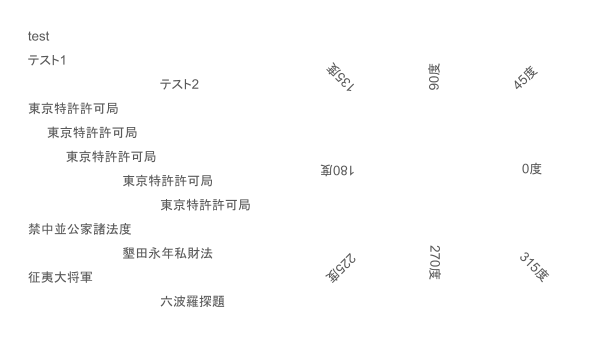 test
テスト1
テスト2
東京特許許可局
東京特許許可局
東京特許許可局
東京特許許可局
東京特許許可局
禁中並公家諸法度
墾田永年私財法
征夷大将軍
六波羅探題
135度
90度
45度
180度
0度
225度
270度
315度